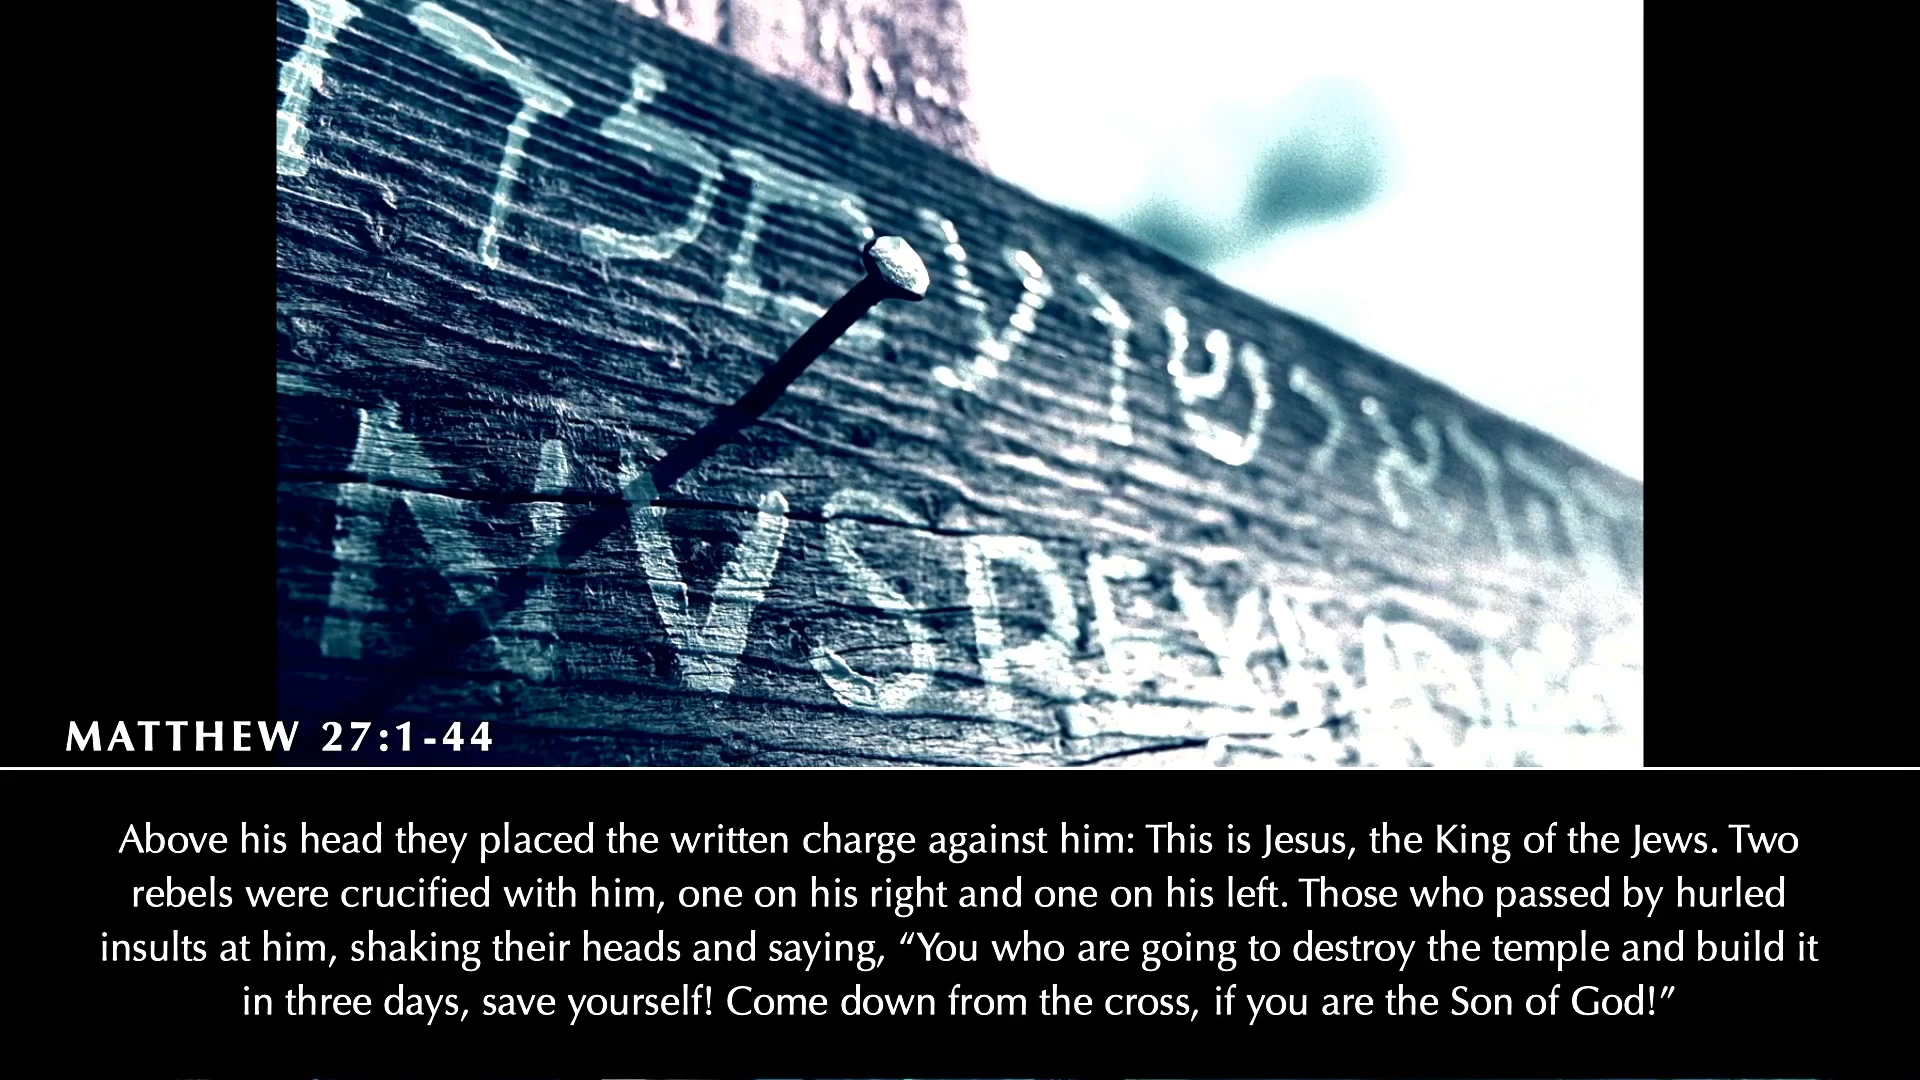 הוא ישוע מלך
MVSDEV
MATTHEW 27:1-44
Above his head they placed the written charge against him: This is Jesus, the King of the Jews. Two
rebels were crucified with him, one on his right and one on his left. Those who passed by hurled
insults at him, shaking their heads and saying, “You who are going to destroy the temple and build it
in three days, save yourself! Come down from the cross, if you are the Son of God!”